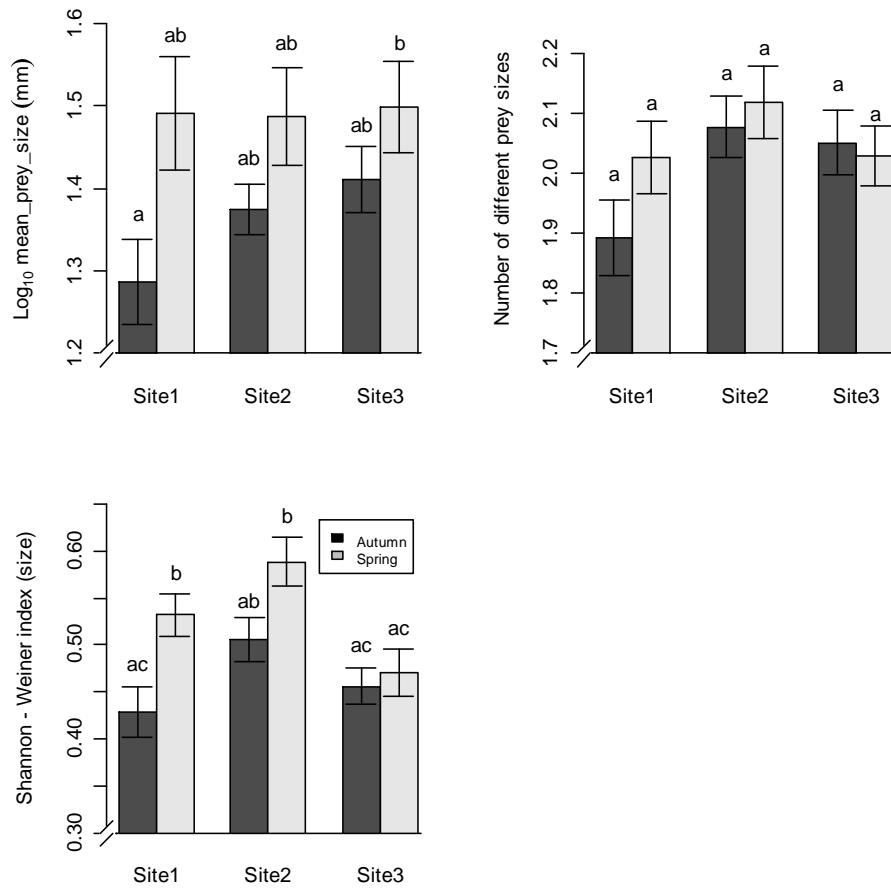 Log10 mean_prey_size (mm)
1.2 1.3 1.4 1.5 1.6
a ab ab ab ab b
Site1 Site2 Site3
Number of different prey sizes
1.7 1.8 1.9 2.0 2.1 2.2
a a a a a a
Site1 Site2 Site3
Shannon - Weiner index (size)
0.30 0.40 0.50 0.60
ac b ab b ac ac
Autumn
Spring
Site1 Site2 Site3